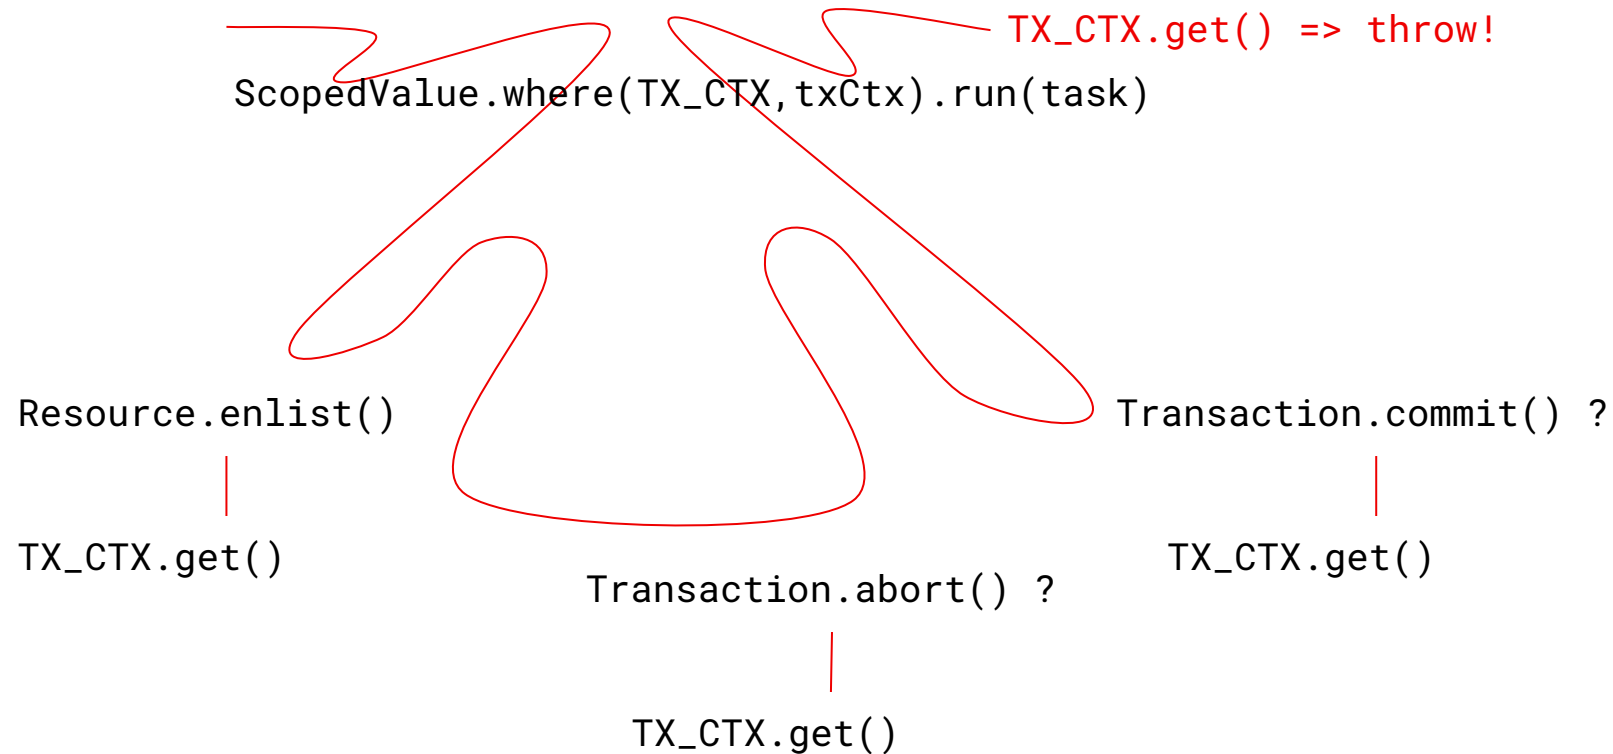 TX_CTX.get() => throw!
ScopedValue.where(TX_CTX,txCtx).run(task)
Resource.enlist()
Transaction.commit() ?
TX_CTX.get()
TX_CTX.get()
Transaction.abort() ?
TX_CTX.get()